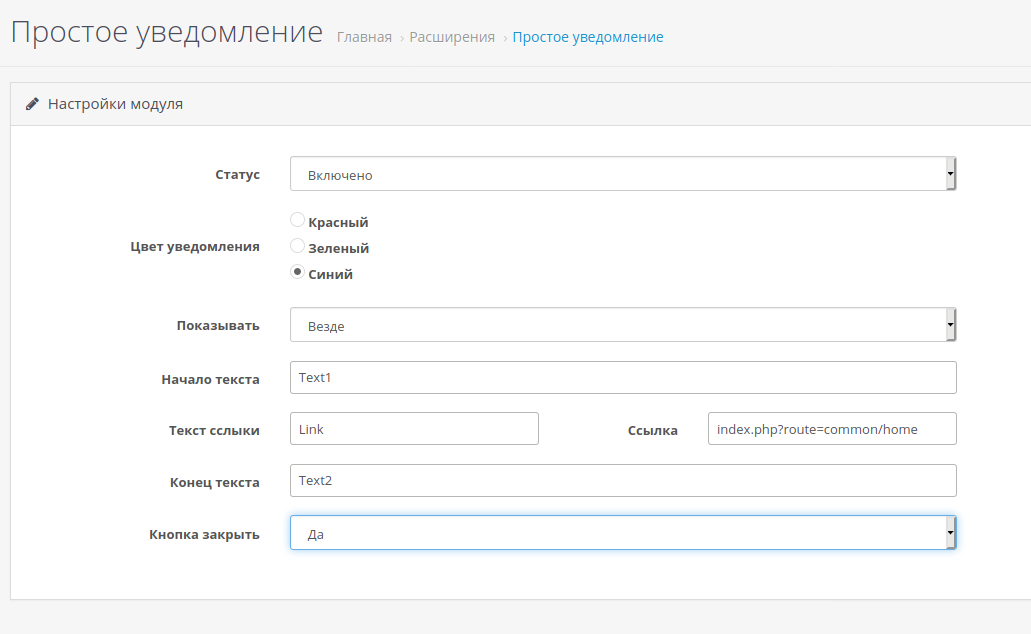 Простое уведомление Главная › Расширения › Простое уведомление
Настройки модуля
Статус Включено
Красный
Цвет уведомления Зеленый
Синий
Показывать Везде
Начало текста Text1
Текст сслыки Link Ссылка index.php?route=common/home
Конец текста Text2
Кнопка закрыть Да